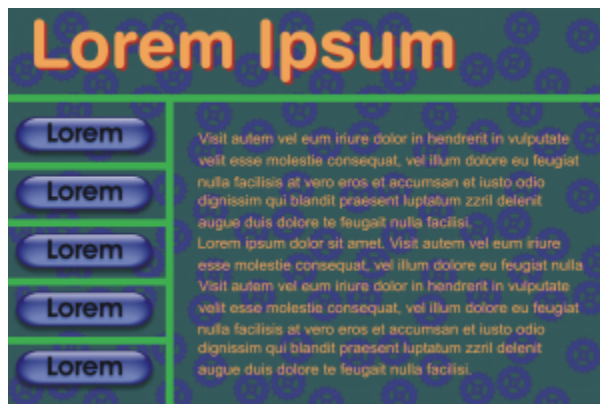 Lorem Ipsum
Lorem
Lorem
Lorem
Lorem
Lorem
Visit autem vel eum iriure dolor in hendrerit in vulputate
velit esse molestie consequat, vel illum dolore eu feugiat
nulla facilisis at vero eros et accumsan et iusto odio
dignissim qui blandit praesent luptatum zzril delenit
augue duis dolore te feugait nulla facilisi.
Lorem ipsum dolor sit amet. Visit autem vel eum iriure
esse molestie consequat, vel illum dolore eu feugiat nulla
Visit autem vel eum iriure dolor in hendrerit in vulputate
velit esse molestie consequat, vel illum dolore eu feugiat
nulla facilisis at vero eros et accumsan et iusto odio
dignissim qui blandit praesent luptatum zzril delenit
augue duis dolore te feugait nulla facilisi.